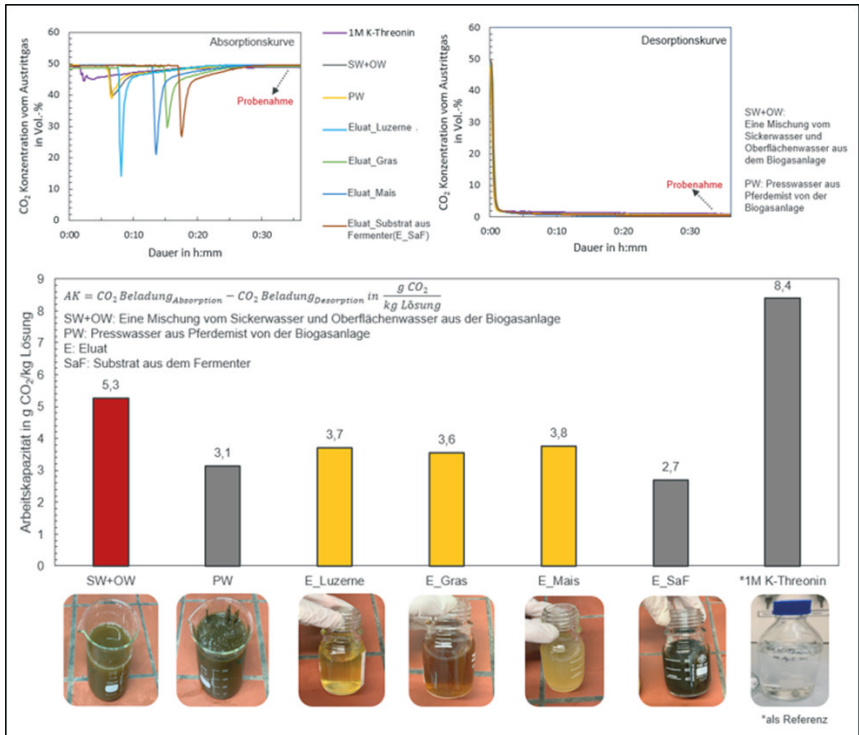 Absorptionskurve
CO₂ Konzentration vom Austrittgas
in Vol.-%
60
50
40
30
20
10
0
Probenahme
0:00
0:10
0:20
0:30
Dauer in h:mm
1M K-Threonin
SW+OW
PW
Eluat_Luzerne .
Eluat_Gras
Eluat_Mais
Eluat_Substrat aus
Fermenter(E_SaF)
Desorptionskurve
CO₂ Konzentration vom Austrittgas
in Vol.-%
60
50
40
30
20
10
0
Probenahme
0:00
0:10
0:20
0:30
Dauer in h:mm
SW+OW:
Eine Mischung vom
Sickerwasser und
Oberflächenwasser aus
dem Biogasanlage
PW: Presswasser aus
Pferdemist von der
Biogasanlage
Arbeitskapazität in g CO₂/kg Lösung
9
8
7
6
5
4
3
2
1
0
AK = CO₂ Beladung_Absorption − CO₂ Beladung_Desorption in g CO₂ / kg Lösung
SW+OW: Eine Mischung vom Sickerwasser und Oberflächenwasser aus der Biogasanlage
PW: Presswasser aus Pferdemist von der Biogasanlage
E: Eluat
SaF: Substrat aus dem Fermenter
5,3
3,1
3,7
3,6
3,8
2,7
8,4
SW+OW
PW
E_Luzerne
E_Gras
E_Mais
E_SaF
*1M K-Threonin
*als Referenz